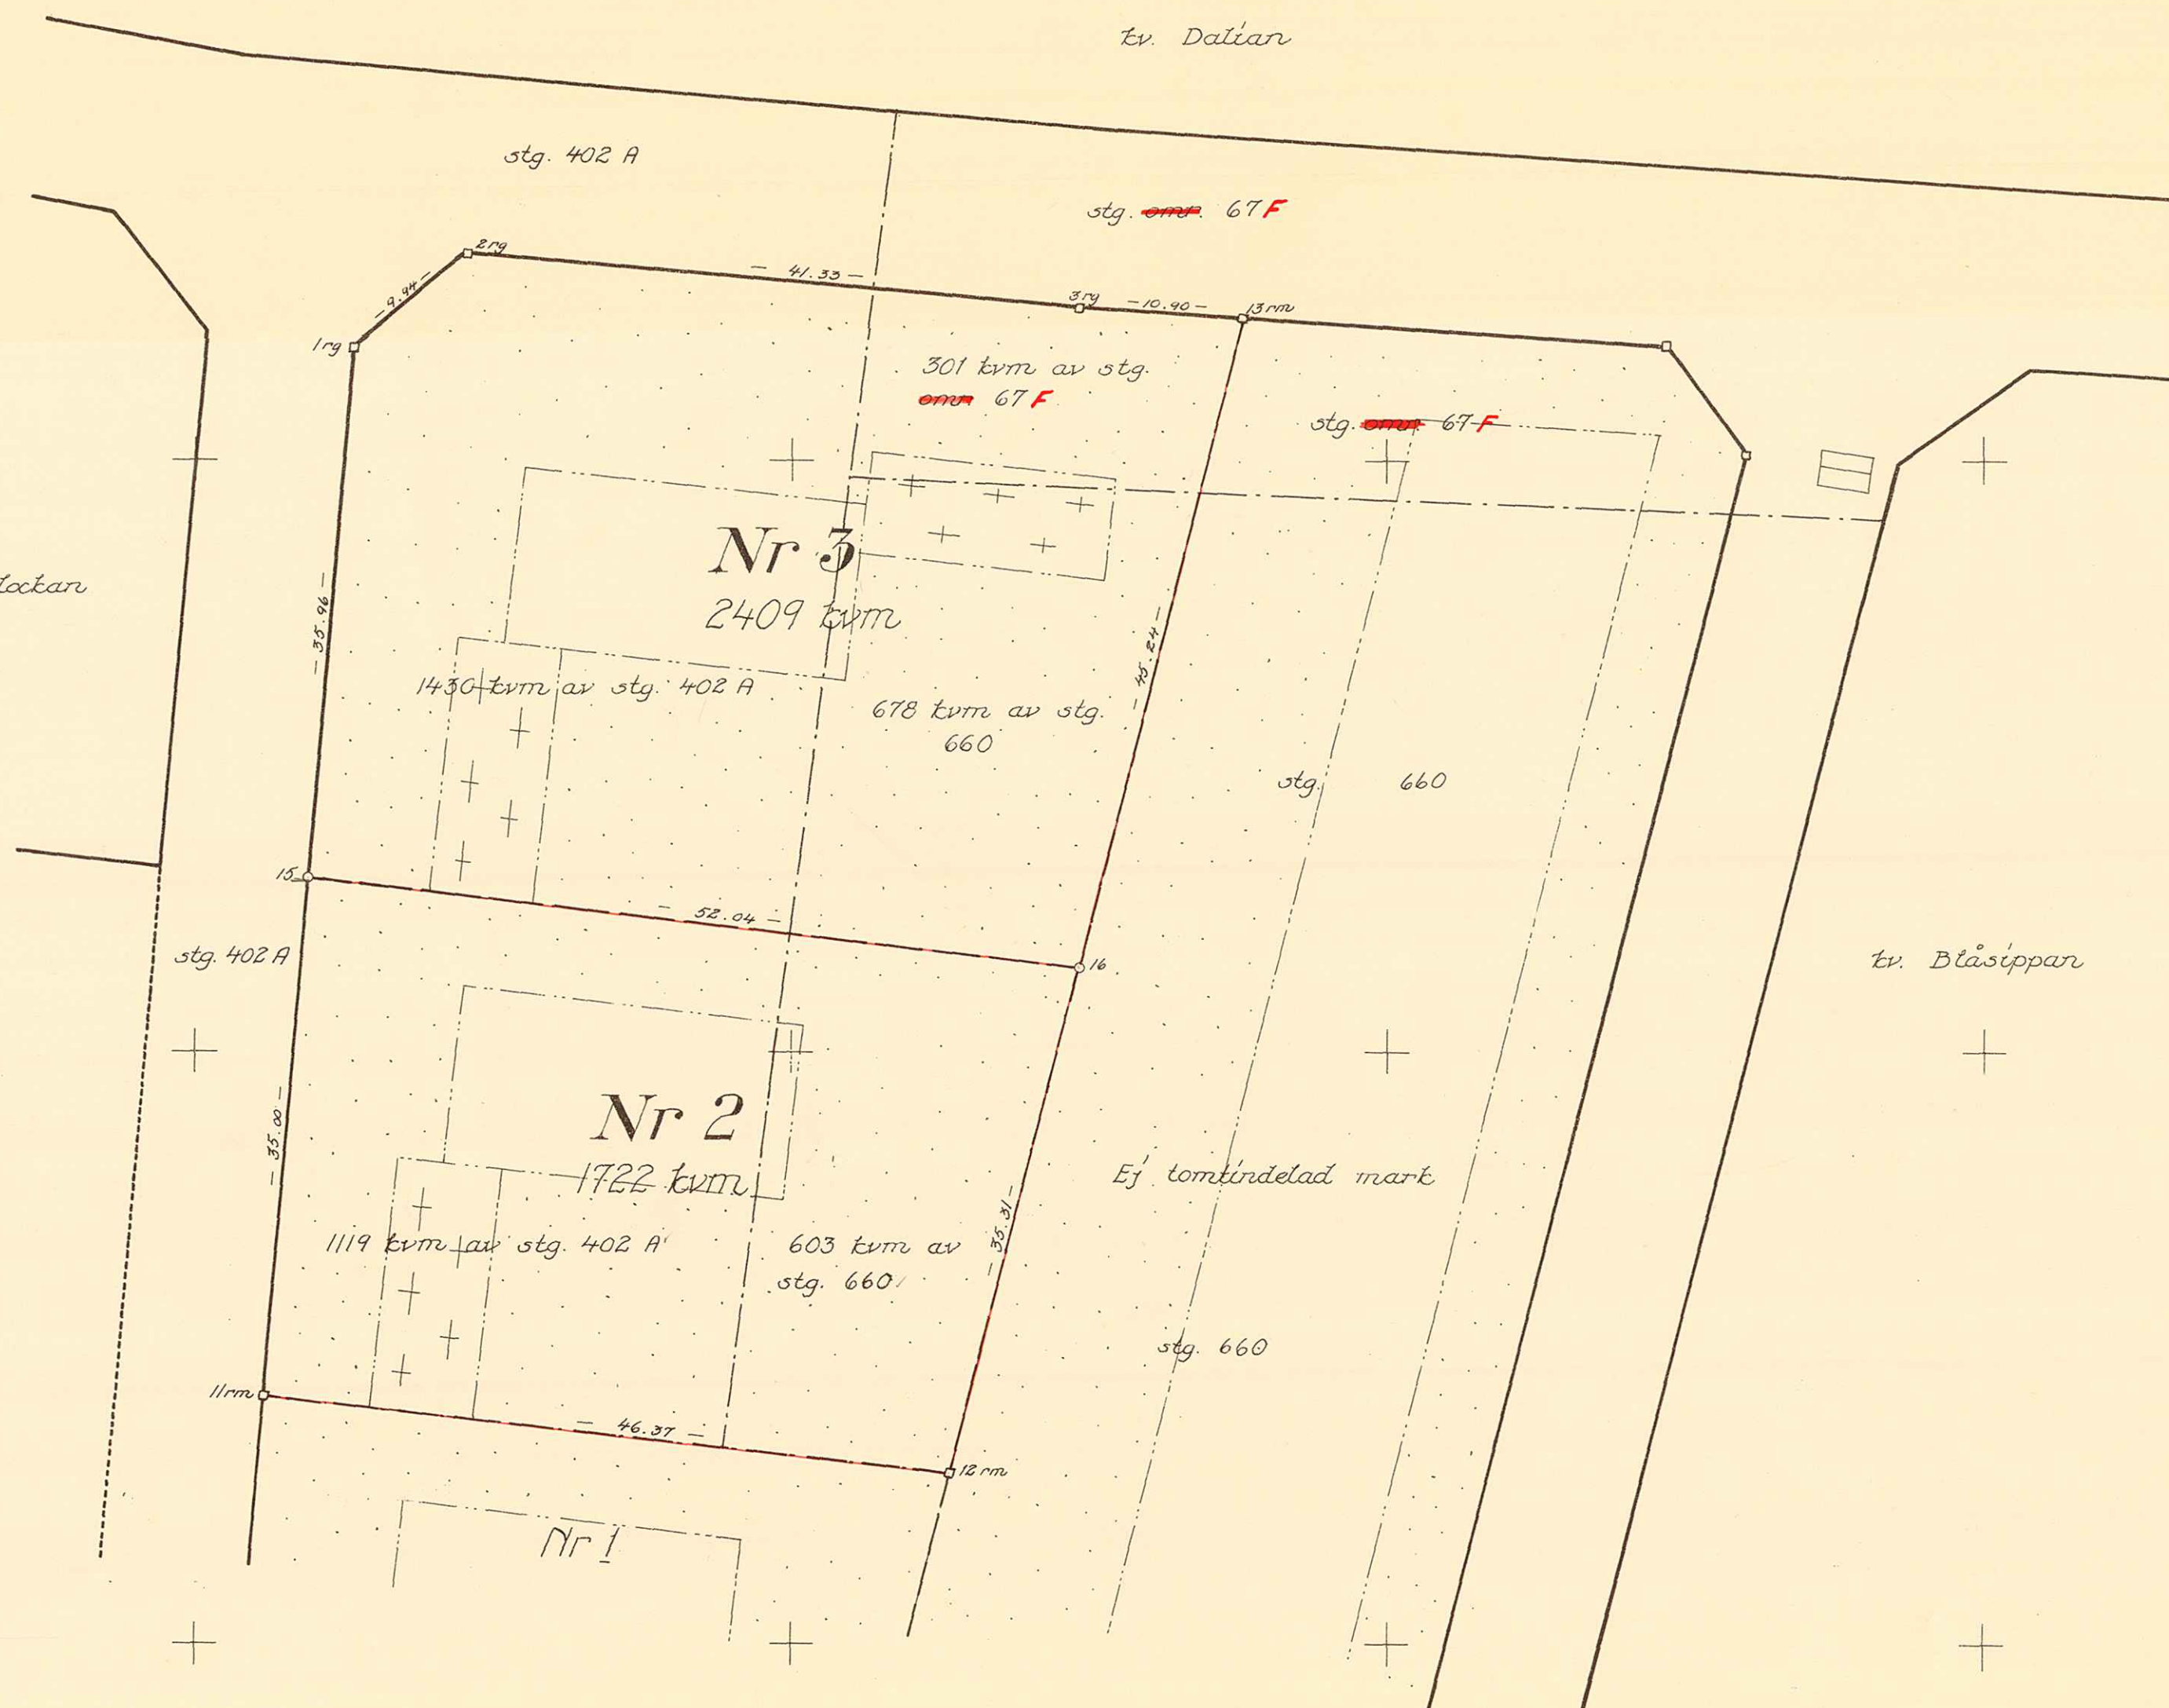 kv. Dalian
stg. 402 A
stg. omr. 67 F
2 rg
— 41.33 —
3 rg
— 10.90 —
13 rm
— 9.94 —
1 rg
301 kvm av stg.
omr 67 F
stg. omr. 67 F
Nr 3
2409 kvm
lockan
— 35.96 —
— 45.24 —
1430 kvm av stg. 402 A
678 kvm av stg.
660
stg. 660
15
— 52.04 —
16
stg. 402 A
kv. Blåsippan
Nr 2
1722 kvm
— 35.00 —
Ej tomtindelad mark
1119 kvm av stg. 402 A
603 kvm av
stg. 660
— 35.31 —
stg. 660
11 rm
— 46.37 —
12 rm
Nr 1